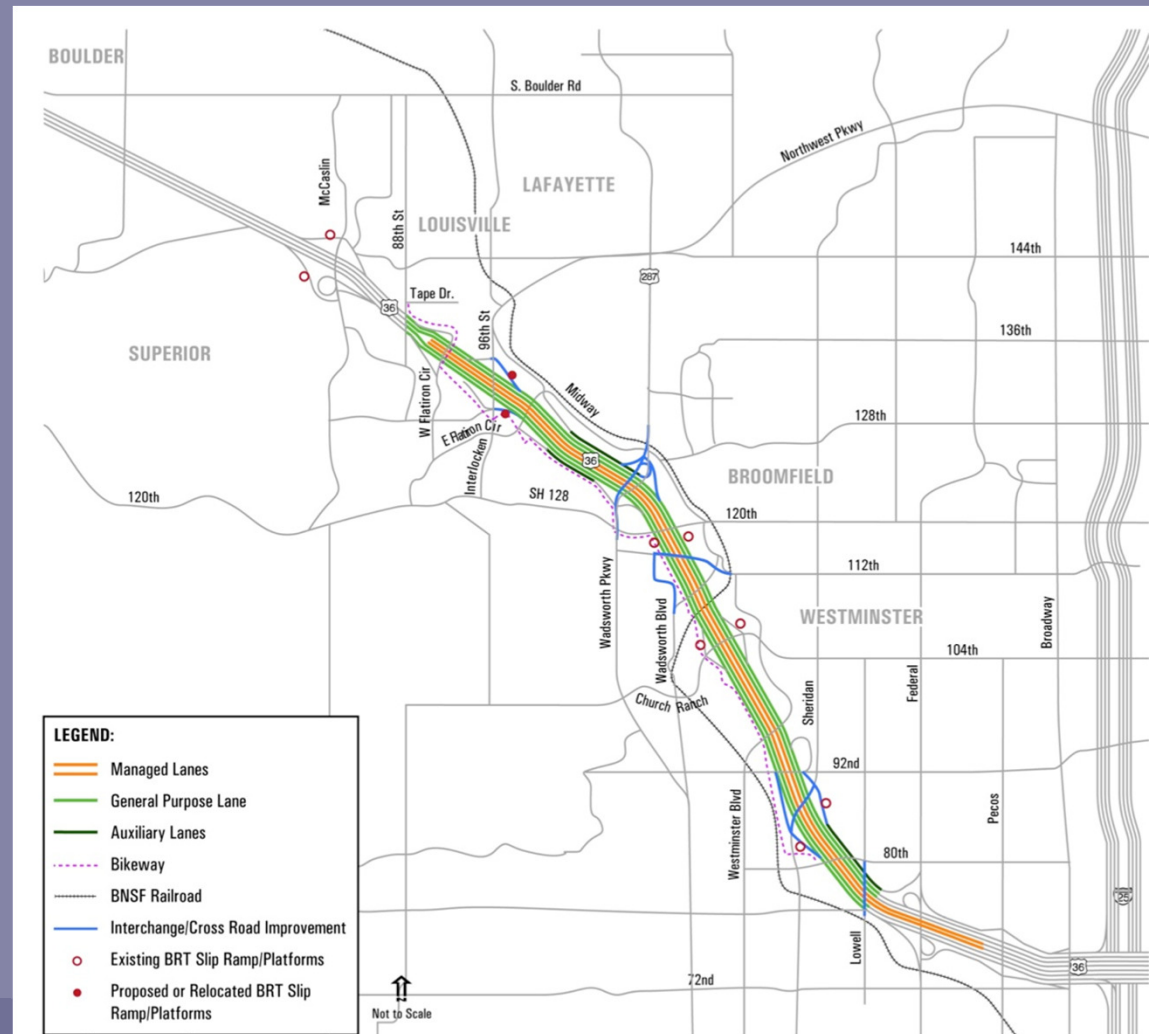 BOULDER
S. Boulder Rd
Northwest Pkwy
McCaslin
LAFAYETTE
88th St
LOUISVILLE
144th
287
36
Tape Dr.
96th St
136th
SUPERIOR
W Flatiron Cir
Midway
128th
Interlocken
36
BROOMFIELD
120th
SH 128
120th
112th
Wadsworth Pkwy
Wadsworth Blvd
WESTMINSTER
Broadway
104th
Federal
Sheridan
Church Ranch
92nd
Westminster Blvd
Pecos
80th
Lowell
36
72nd
Not to Scale
LEGEND:
Managed Lanes
General Purpose Lane
Auxiliary Lanes
Bikeway
BNSF Railroad
Interchange/Cross Road Improvement
Existing BRT Slip Ramp/Platforms
Proposed or Relocated BRT Slip
Ramp/Platforms